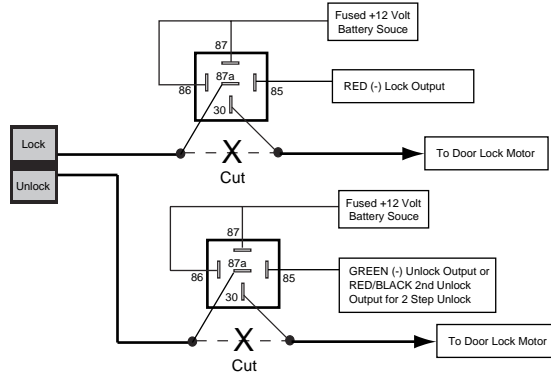 Fused +12 Volt
Battery Souce
87
87a
86
85
30
RED (-) Lock Output
Lock
Unlock
X
Cut
To Door Lock Motor
Fused +12 Volt
Battery Souce
87
87a
86
85
30
GREEN (-) Unlock Output or
RED/BLACK 2nd Unlock
Output for 2 Step Unlock
X
Cut
To Door Lock Motor